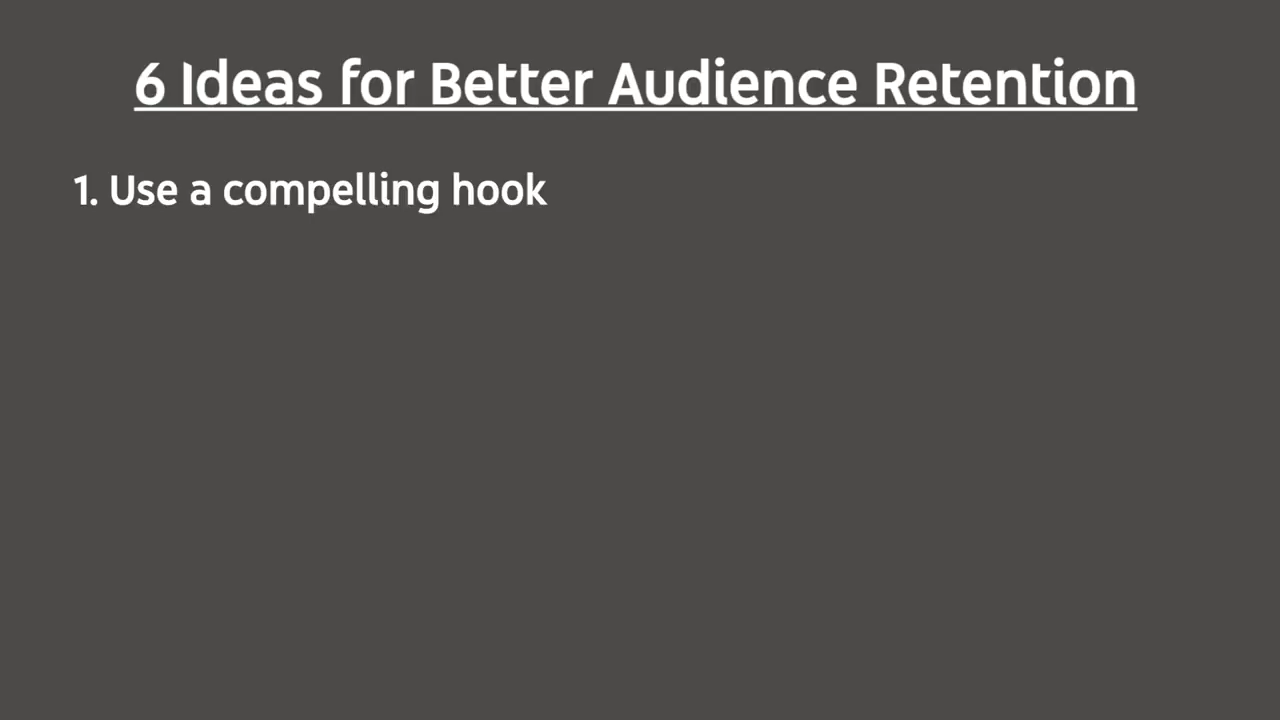 6 Ideas for Better Audience Retention
1. Use a compelling hook